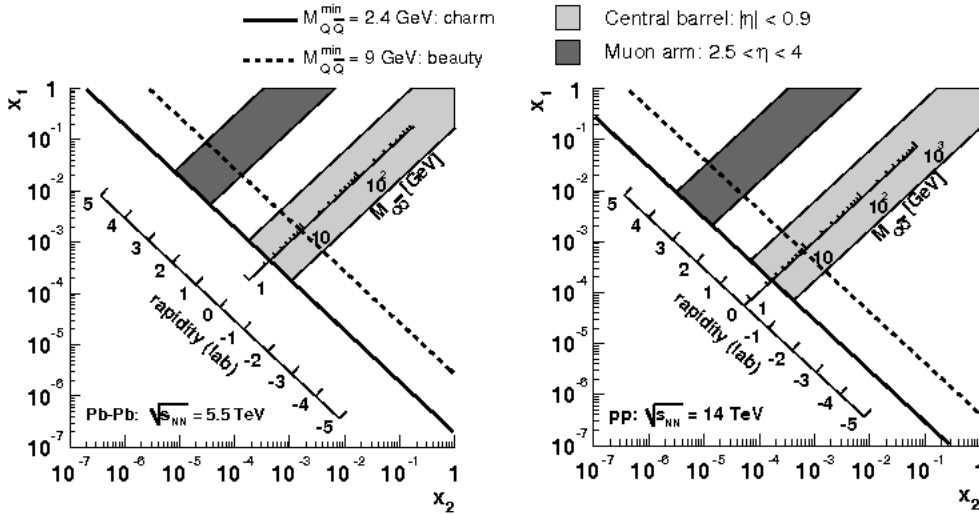 M^min_QQ̄ = 2.4 GeV: charm
M^min_QQ̄ = 9 GeV: beauty
Central barrel: |η| < 0.9
Muon arm: 2.5 < η < 4
x₁
1
10⁻¹
10⁻²
10⁻³
10⁻⁴
10⁻⁵
10⁻⁶
10⁻⁷
5
4
3
2
1
0
-1
-2
-3
-4
-5
rapidity (lab)
1
10
10²
M_QQ̄ [GeV]
Pb-Pb: √s_NN = 5.5 TeV
10⁻⁷ 10⁻⁶ 10⁻⁵ 10⁻⁴ 10⁻³ 10⁻² 10⁻¹ 1
x₂
x₁
1
10⁻¹
10⁻²
10⁻³
10⁻⁴
10⁻⁵
10⁻⁶
10⁻⁷
5
4
3
2
1
0
-1
-2
-3
-4
-5
rapidity (lab)
1
10
10²
10³
M_QQ̄ [GeV]
pp: √s_NN = 14 TeV
10⁻⁷ 10⁻⁶ 10⁻⁵ 10⁻⁴ 10⁻³ 10⁻² 10⁻¹ 1
x₂